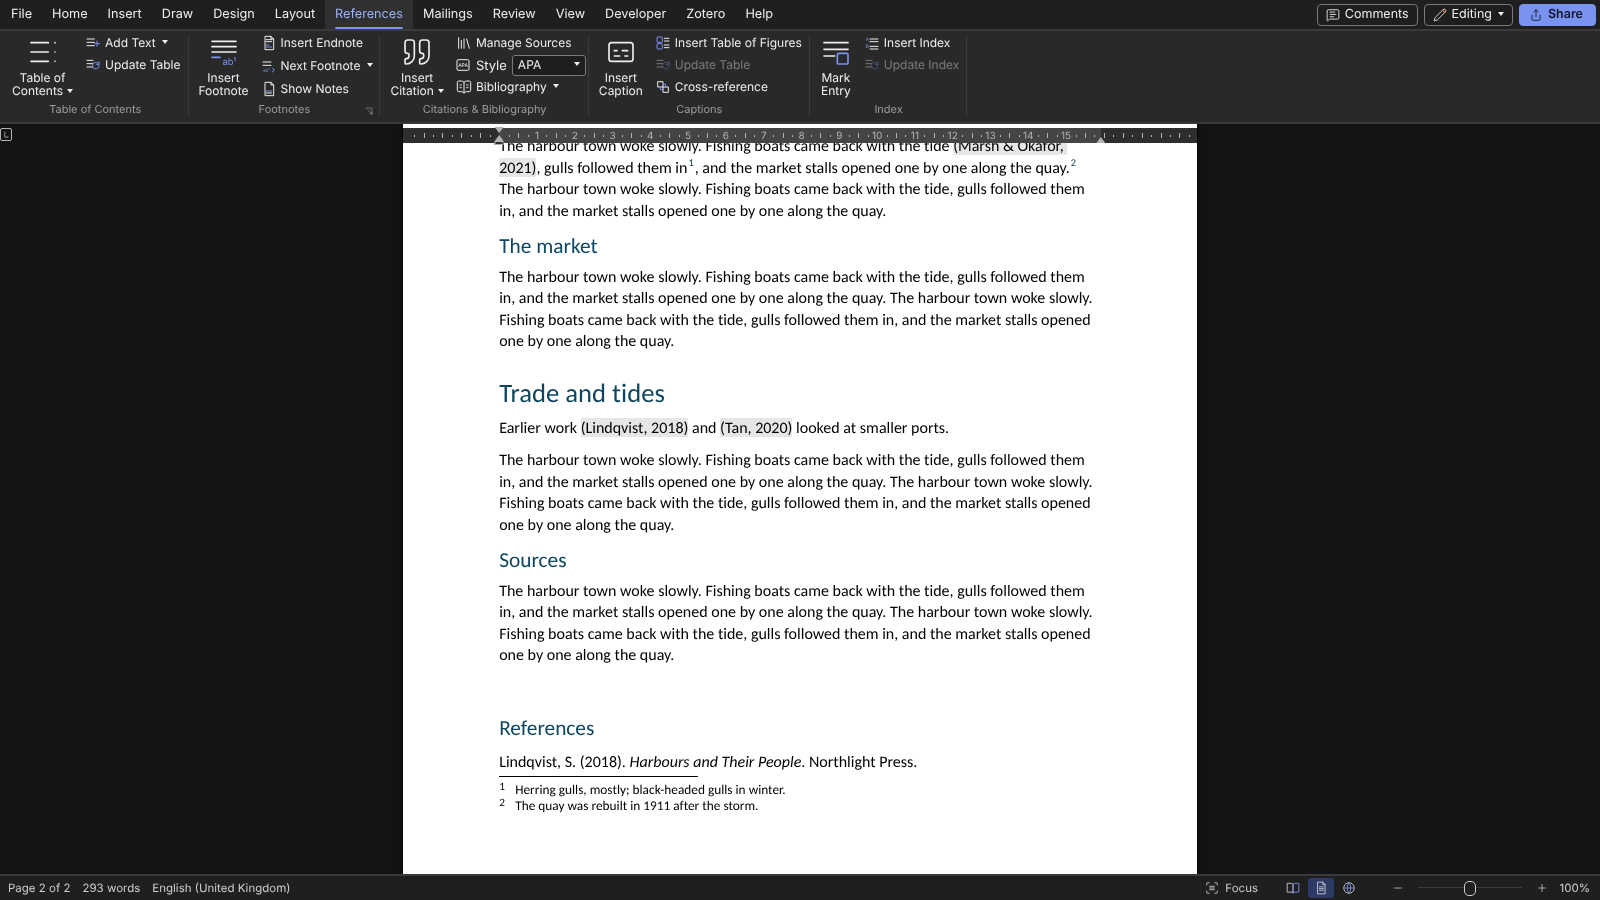 File Home Insert Draw Design Layout References Mailings Review View Developer Zotero Help Comments Editing Share
Table of Contents
Add Text
Update Table
Table of Contents
Insert Footnote
ab¹
Insert Endnote
Next Footnote
Show Notes
Footnotes
Insert Citation
Manage Sources
Style APA
Bibliography
Citations & Bibliography
Insert Caption
Insert Table of Figures
Update Table
Cross-reference
Captions
Mark Entry
Insert Index
Update Index
Index
L
1 2 3 4 5 6 7 8 9 10 11 12 13 14 15
The harbour town woke slowly. Fishing boats came back with the tide (Marsh & Okafor,
2021), gulls followed them in¹, and the market stalls opened one by one along the quay.²
The harbour town woke slowly. Fishing boats came back with the tide, gulls followed them
in, and the market stalls opened one by one along the quay.
The market
The harbour town woke slowly. Fishing boats came back with the tide, gulls followed them
in, and the market stalls opened one by one along the quay. The harbour town woke slowly.
Fishing boats came back with the tide, gulls followed them in, and the market stalls opened
one by one along the quay.
Trade and tides
Earlier work (Lindqvist, 2018) and (Tan, 2020) looked at smaller ports.
The harbour town woke slowly. Fishing boats came back with the tide, gulls followed them
in, and the market stalls opened one by one along the quay. The harbour town woke slowly.
Fishing boats came back with the tide, gulls followed them in, and the market stalls opened
one by one along the quay.
Sources
The harbour town woke slowly. Fishing boats came back with the tide, gulls followed them
in, and the market stalls opened one by one along the quay. The harbour town woke slowly.
Fishing boats came back with the tide, gulls followed them in, and the market stalls opened
one by one along the quay.
References
Lindqvist, S. (2018). Harbours and Their People. Northlight Press.
1 Herring gulls, mostly; black-headed gulls in winter.
2 The quay was rebuilt in 1911 after the storm.
Page 2 of 2 293 words English (United Kingdom) Focus 100%